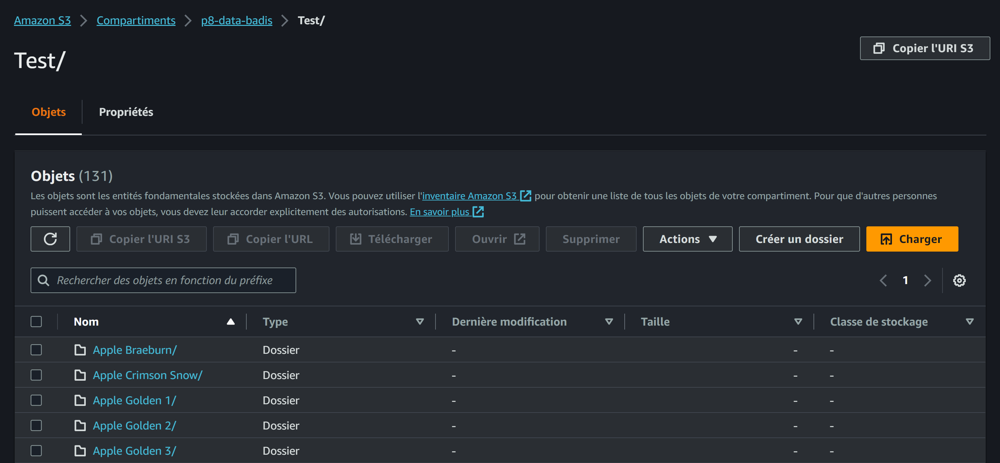 Amazon S3 > Compartiments > p8-data-badis > Test/
Copier l'URI S3
Test/
Objets Propriétés
Objets (131)
Les objets sont les entités fondamentales stockées dans Amazon S3. Vous pouvez utiliser l'inventaire Amazon S3 pour obtenir une liste de tous les objets de votre compartiment. Pour que d'autres personnes
puissent accéder à vos objets, vous devez leur accorder explicitement des autorisations. En savoir plus
Copier l'URI S3 Copier l'URL Télécharger Ouvrir Supprimer Actions Créer un dossier Charger
Rechercher des objets en fonction du préfixe 1
Nom Type Dernière modification Taille Classe de stockage
Apple Braeburn/ Dossier - - -
Apple Crimson Snow/ Dossier - - -
Apple Golden 1/ Dossier - - -
Apple Golden 2/ Dossier - - -
Apple Golden 3/ Dossier - - -